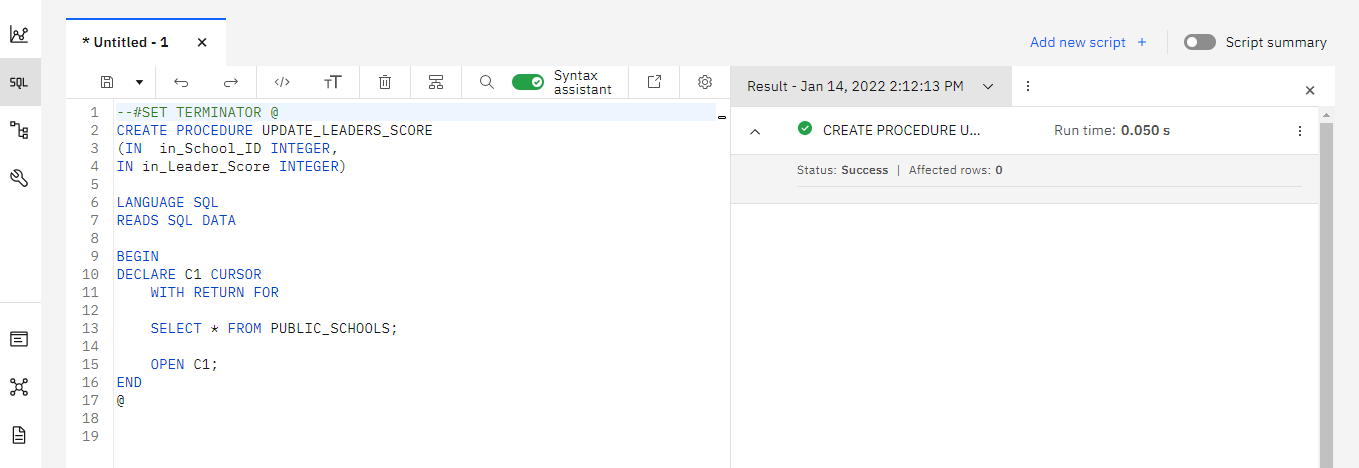 * Untitled - 1 ×
Add new script +
Script summary
SQL
</> TT
Syntax
assistant
Result - Jan 14, 2022 2:12:13 PM
1 --#SET TERMINATOR @
2 CREATE PROCEDURE UPDATE_LEADERS_SCORE
3 (IN  in_School_ID INTEGER,
4 IN in_Leader_Score INTEGER)
5
6 LANGUAGE SQL
7 READS SQL DATA
8
9 BEGIN
10 DECLARE C1 CURSOR
11     WITH RETURN FOR
12
13     SELECT * FROM PUBLIC_SCHOOLS;
14
15     OPEN C1;
16 END
17 @
18
19
CREATE PROCEDURE U... Run time: 0.050 s
Status: Success | Affected rows: 0